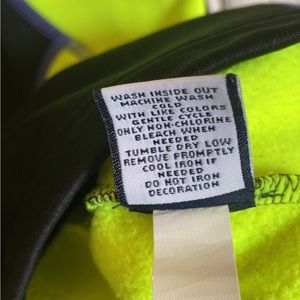 WASH INSIDE OUT
MACHINE WASH
COLD
WITH LIKE COLORS
GENTLE CYCLE
ONLY NON-CHLORINE
BLEACH WHEN
NEEDED
TUMBLE DRY LOW
REMOVE PROMPTLY
COOL IRON IF
NEEDED
DO NOT IRON
DECORATION